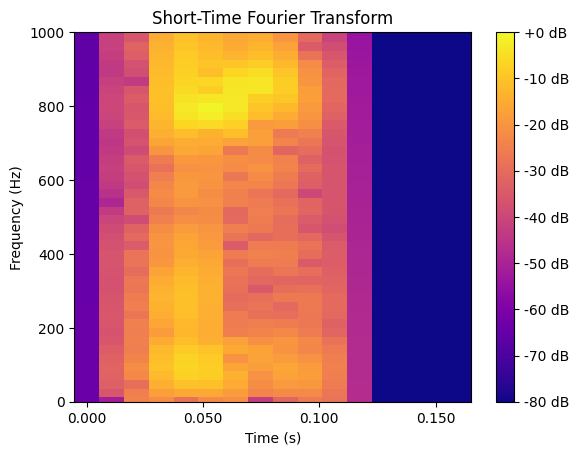 Short-Time Fourier Transform
Frequency (Hz)
1000
800
600
400
200
0
0.000
0.050
0.100
0.150
Time (s)
+0 dB
-10 dB
-20 dB
-30 dB
-40 dB
-50 dB
-60 dB
-70 dB
-80 dB